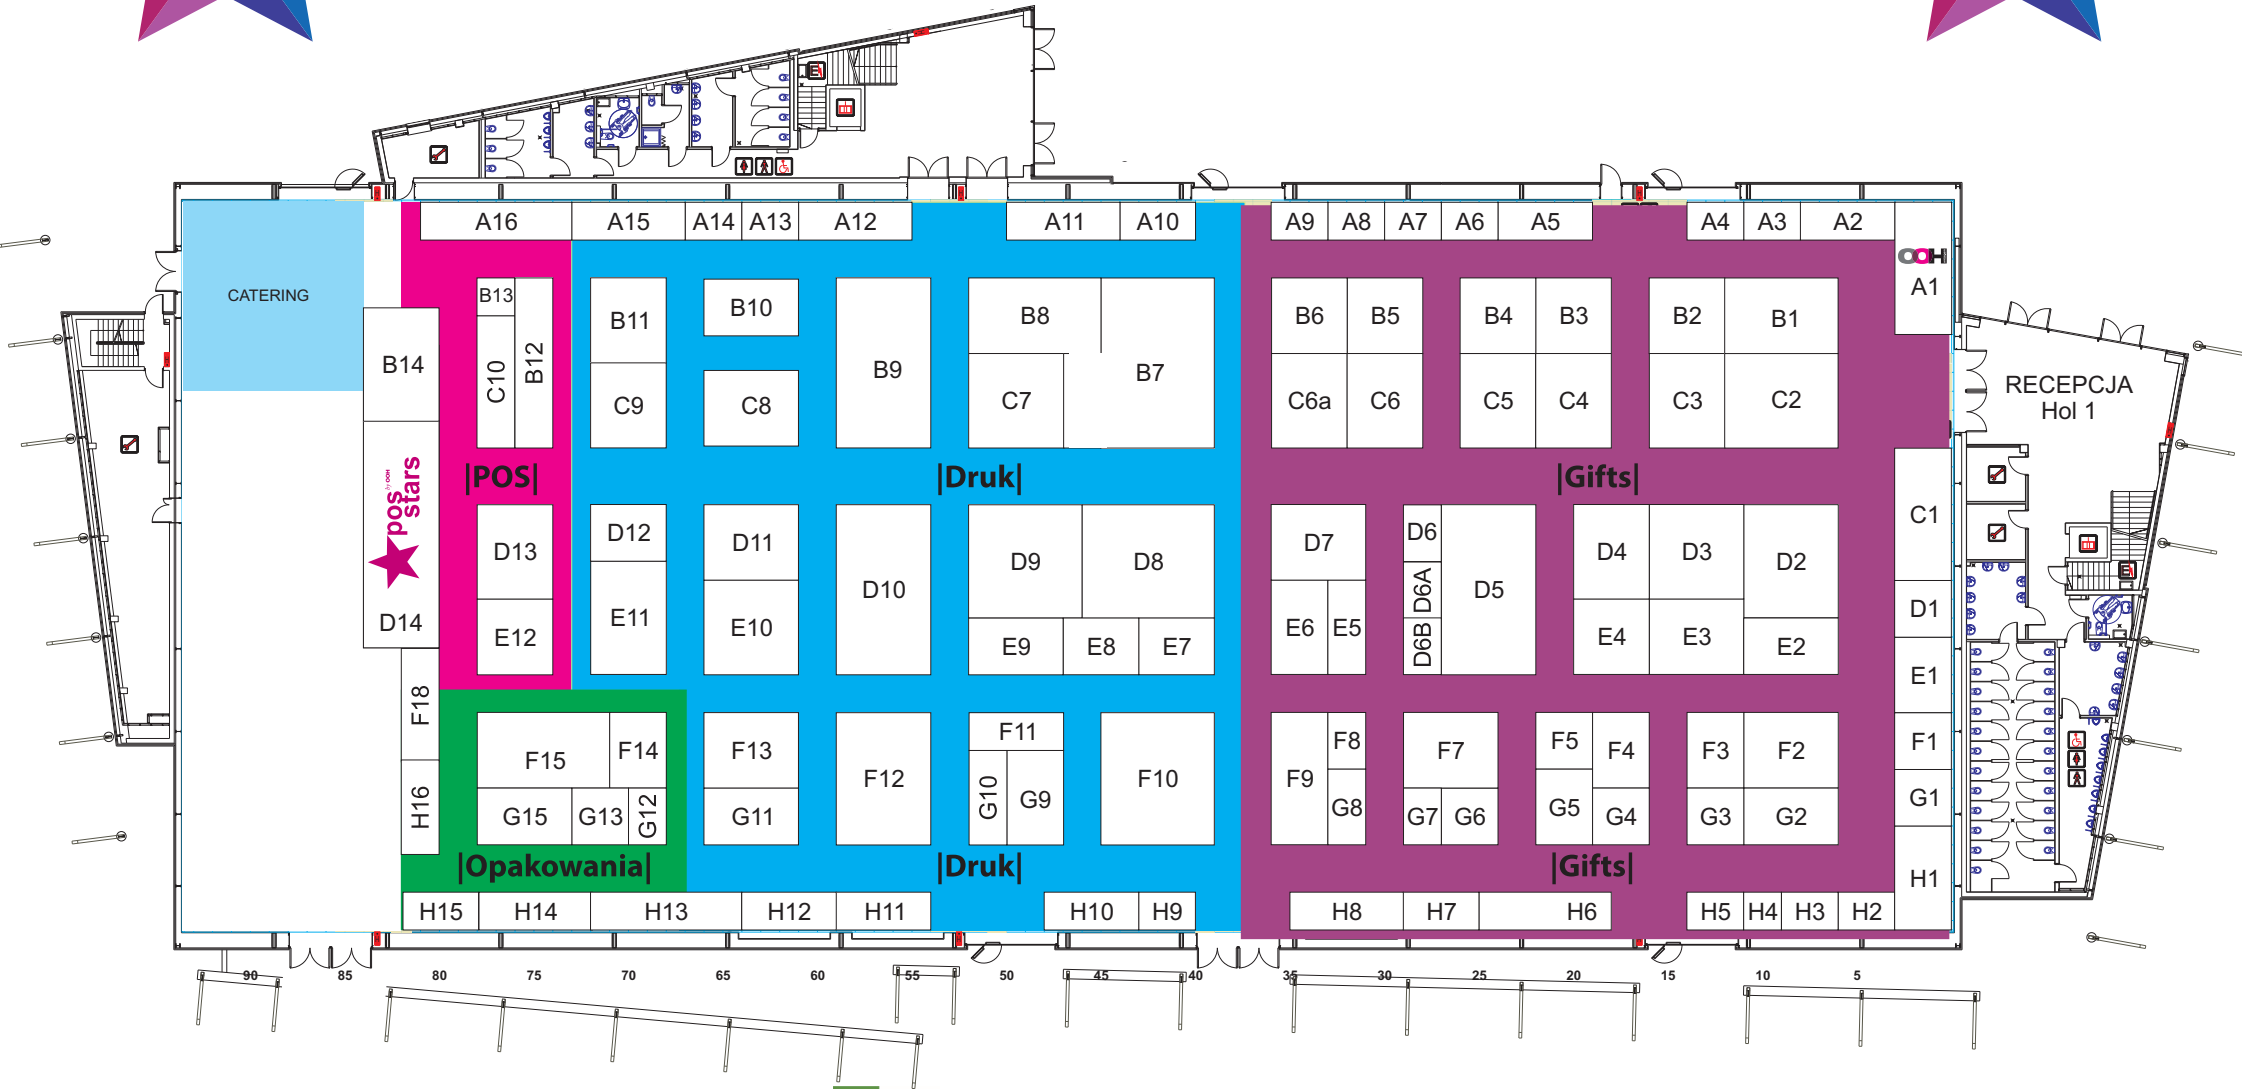 A16 A15 A14 A13 A12 A11 A10 A9 A8 A7 A6 A5 A4 A3 A2
OOH
A1
CATERING
B14
B13 B12 B11 B10 B9 B8 B7 B6 B5 B4 B3 B2 B1
C10 C9 C8 C7 C6a C6 C5 C4 C3 C2
RECEPCJA
Hol 1
|POS| |Druk| |Gifts|
pos
by OOH
stars
C1
D14 D13 D12 D11 D10 D9 D8 D7 D6 D6A D6B D5 D4 D3 D2 D1
E12 E11 E10 E9 E8 E7 E6 E5 E4 E3 E2 E1
F18 F15 F14 F13 F12 F11 F10 F9 F8 F7 F5 F4 F3 F2 F1
H16 G15 G13 G12 G11 G10 G9 G8 G7 G6 G5 G4 G3 G2 G1
|Opakowania| |Druk| |Gifts|
H15 H14 H13 H12 H11 H10 H9 H8 H7 H6 H5 H4 H3 H2 H1
90 85 80 75 70 65 60 55 50 45 40 35 30 25 20 15 10 5